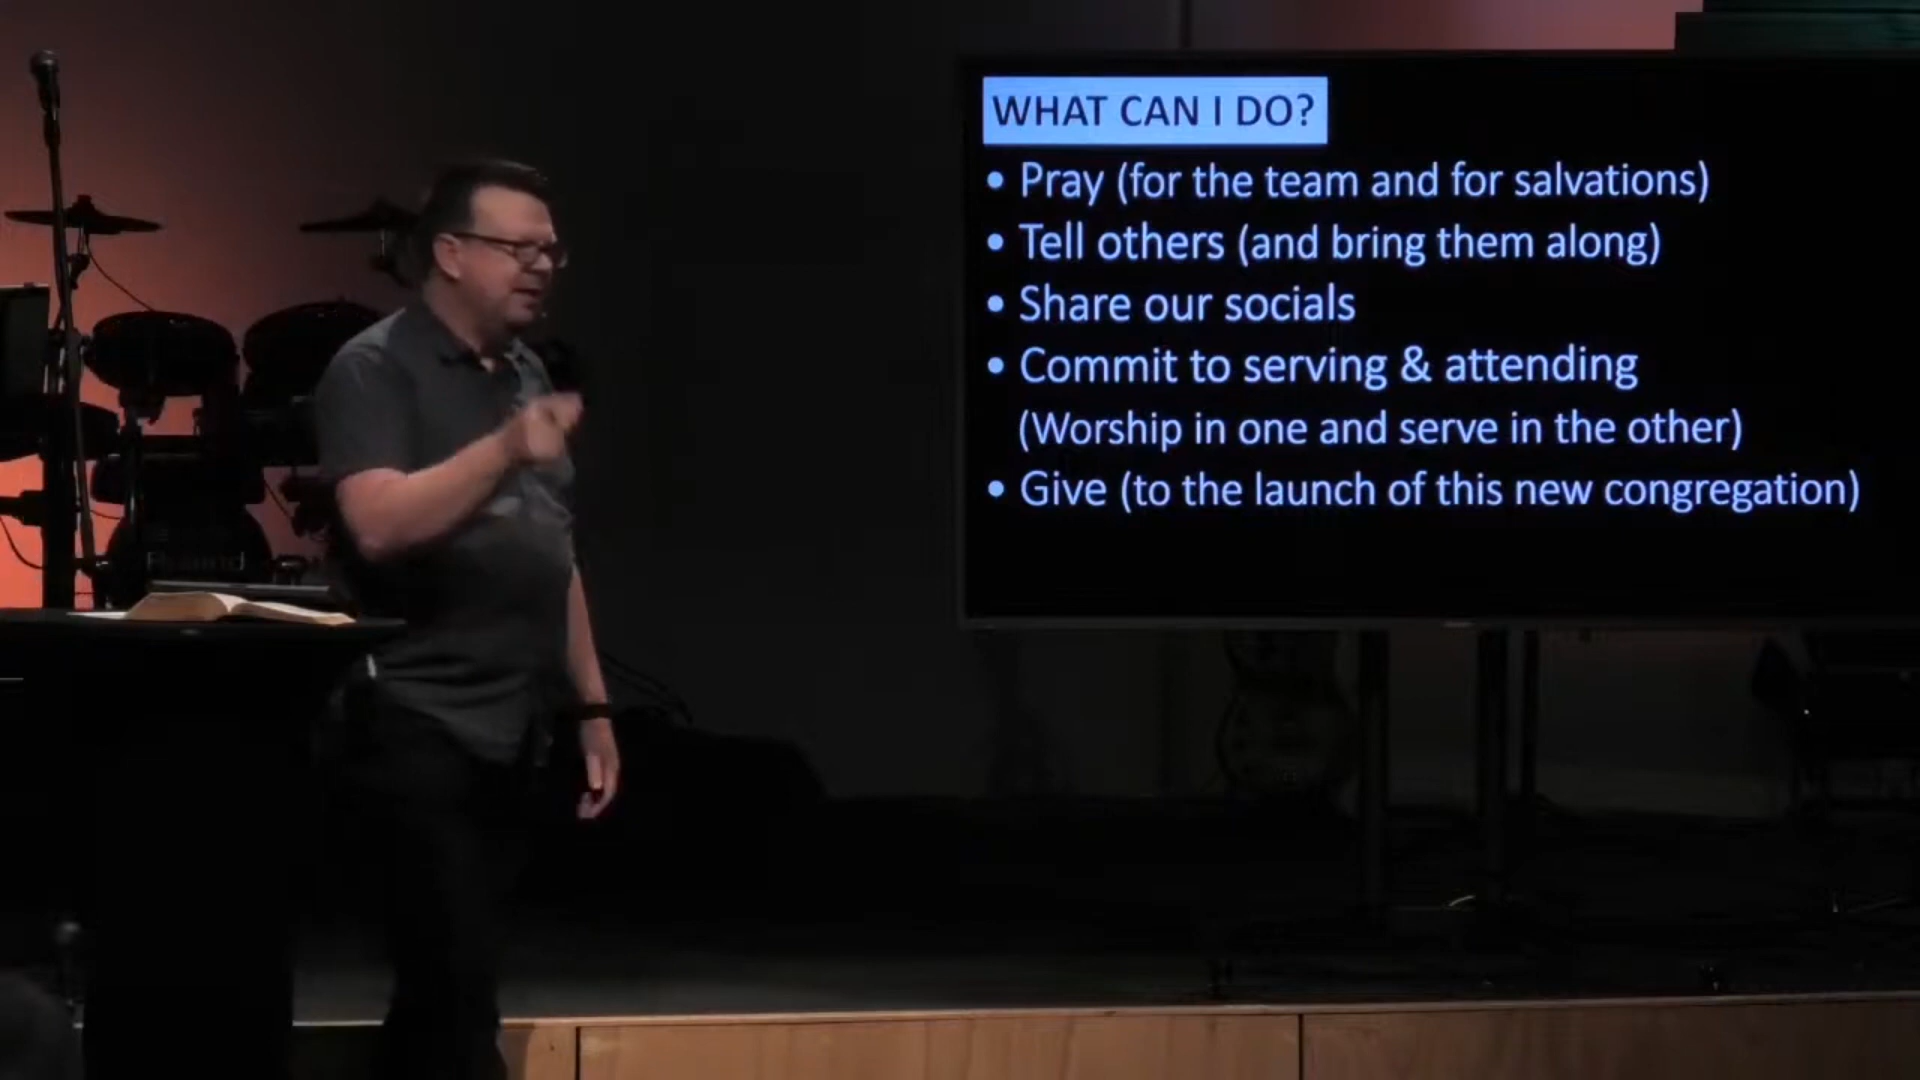 WHAT CAN I DO?
• Pray (for the team and for salvations)
• Tell others (and bring them along)
• Share our socials
• Commit to serving & attending
(Worship in one and serve in the other)
• Give (to the launch of this new congregation)
Roland